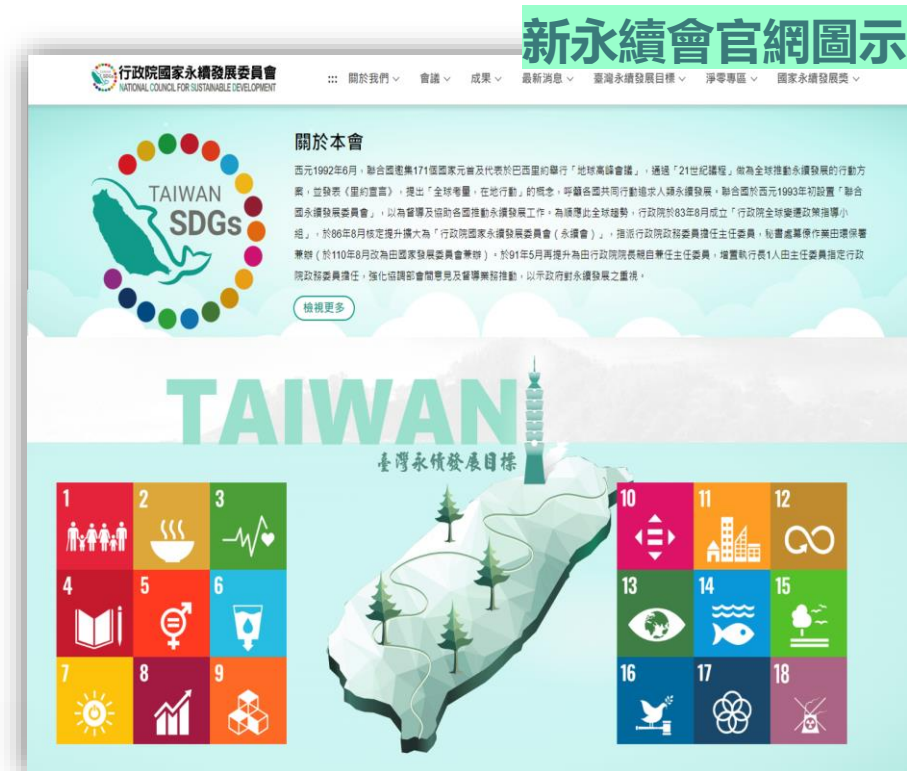 新永續會官網圖示
行政院國家永續發展委員會
NATIONAL COUNCIL FOR SUSTAINABLE DEVELOPMENT
::: 關於我們 會議 成果 最新消息 臺灣永續發展目標 淨零專區 國家永續發展獎
關於本會
西元1992年6月，聯合國邀集171個國家元首及代表於巴西里約舉行「地球高峰會議」，通過「21世紀議程」做為全球推動永續發展的行動方
案，並發表《里約宣言》，提出「全球考量，在地行動」的概念，呼籲各國共同行動追求人類永續發展。聯合國於西元1993年初設置「聯合
國永續發展委員會」，以為督導及協助各國推動永續發展工作。為順應此全球趨勢，行政院於83年8月成立「行政院全球變遷政策指導小
組」，於86年8月核定提升擴大為「行政院國家永續發展委員會（永續會）」，指派行政院政務委員擔任主任委員，秘書處幕僚作業由環保署
兼辦（於110年8月改為由國家發展委員會兼辦）。於91年5月再提升為由行政院院長親自兼任主任委員，增置執行長1人由主任委員指定行政
院政務委員擔任，強化協調部會間意見及督導業務推動，以示政府對永續發展之重視。
檢視更多
TAIWAN
SDGs
TAIWAN
臺灣永續發展目標
1 2 3
4 5 6
7 8 9
10 11 12
13 14 15
16 17 18